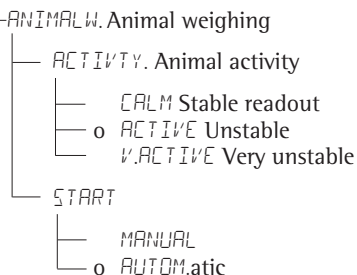 ANIMALW. Animal weighing
ACTIVTY. Animal activity
CALM Stable readout
o ACTIVE Unstable
V.ACTIVE Very unstable
START
MANUAL
o AUTOM.atic